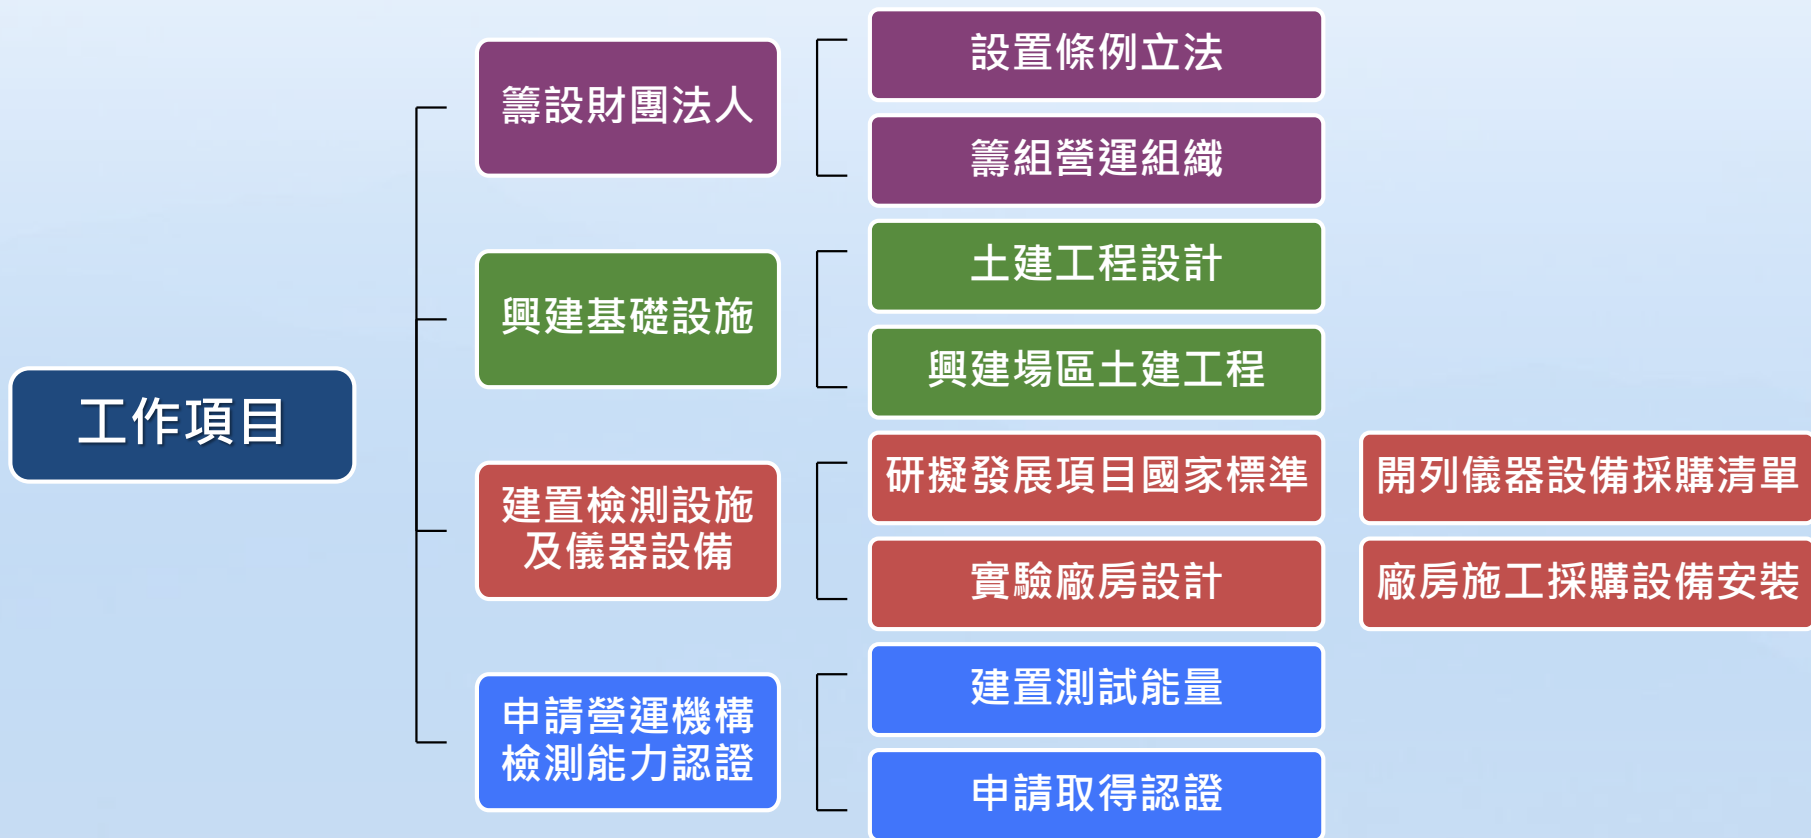 工作項目
籌設財團法人
設置條例立法
籌組營運組織
興建基礎設施
土建工程設計
興建場區土建工程
建置檢測設施
及儀器設備
研擬發展項目國家標準
開列儀器設備採購清單
實驗廠房設計
廠房施工採購設備安裝
申請營運機構
檢測能力認證
建置測試能量
申請取得認證